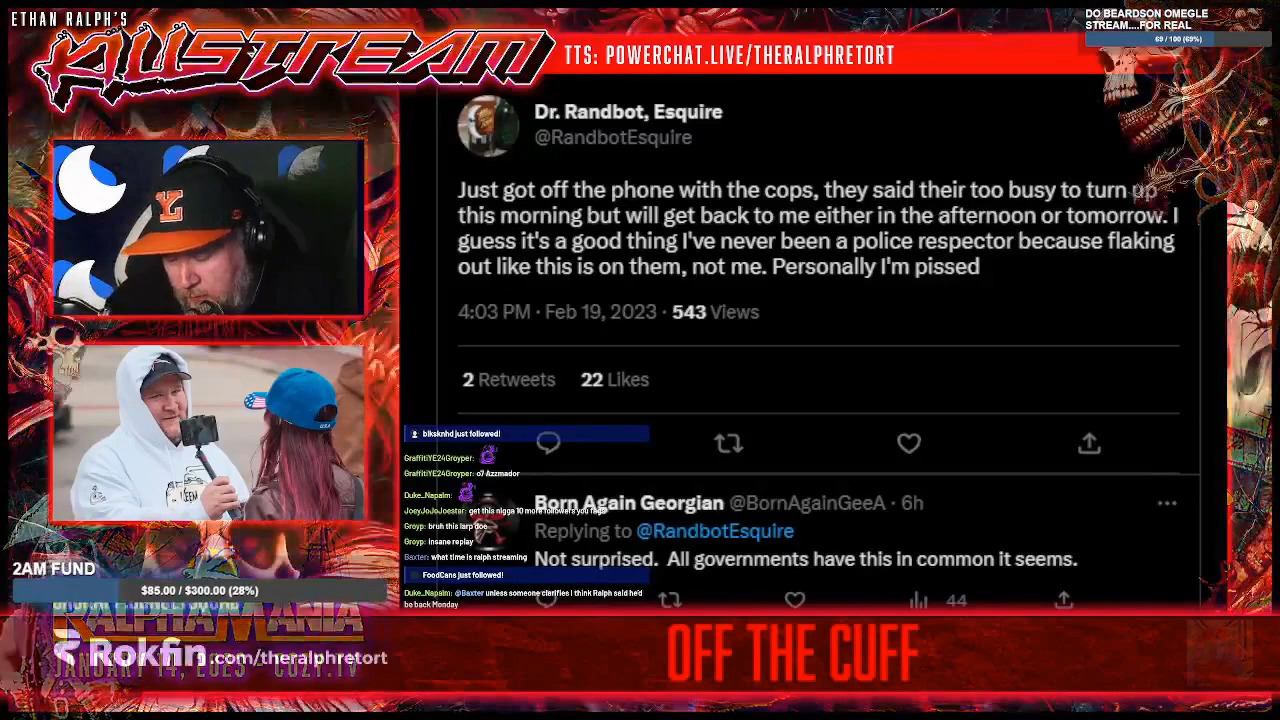 ETHAN RALPH'S
KILLSTREAM
TTS: POWERCHAT.LIVE/THERALPHRETORT
DO BEARDSON OMEGLE
STREAM....FOR REAL
69 / 100 (69%)
Dr. Randbot, Esquire
@RandbotEsquire
Just got off the phone with the cops, they said their too busy to turn up
this morning but will get back to me either in the afternoon or tomorrow. I
guess it's a good thing I've never been a police respector because flaking
out like this is on them, not me. Personally I'm pissed
4:03 PM · Feb 19, 2023 · 543 Views
2 Retweets 22 Likes
Born Again Georgian @BornAgainGeeA · 6h
Replying to @RandbotEsquire
Not surprised. All governments have this in common it seems.
44
blksknhd just followed!
GraffitiYE24Groyper:
GraffitiYE24Groyper: o7 Azzmador
Duke_Napalm:
JoeyJoJoJoester: get this nigga 10 more followers you fags
Groyp: bruh this larp doe
Groyp: insane replay
Baxter: what time is ralph streaming
FoodCans just followed!
Duke_Napalm: @Baxter unless someone clarifies I think Ralph said he'd
be back Monday
USA
2AM FUND
$85.00 / $300.00 (28%)
RALPHAMANIA
Rokfin.com/theralphretort
JANUARY 14, 2023 COZY.TV
OFF THE CUFF